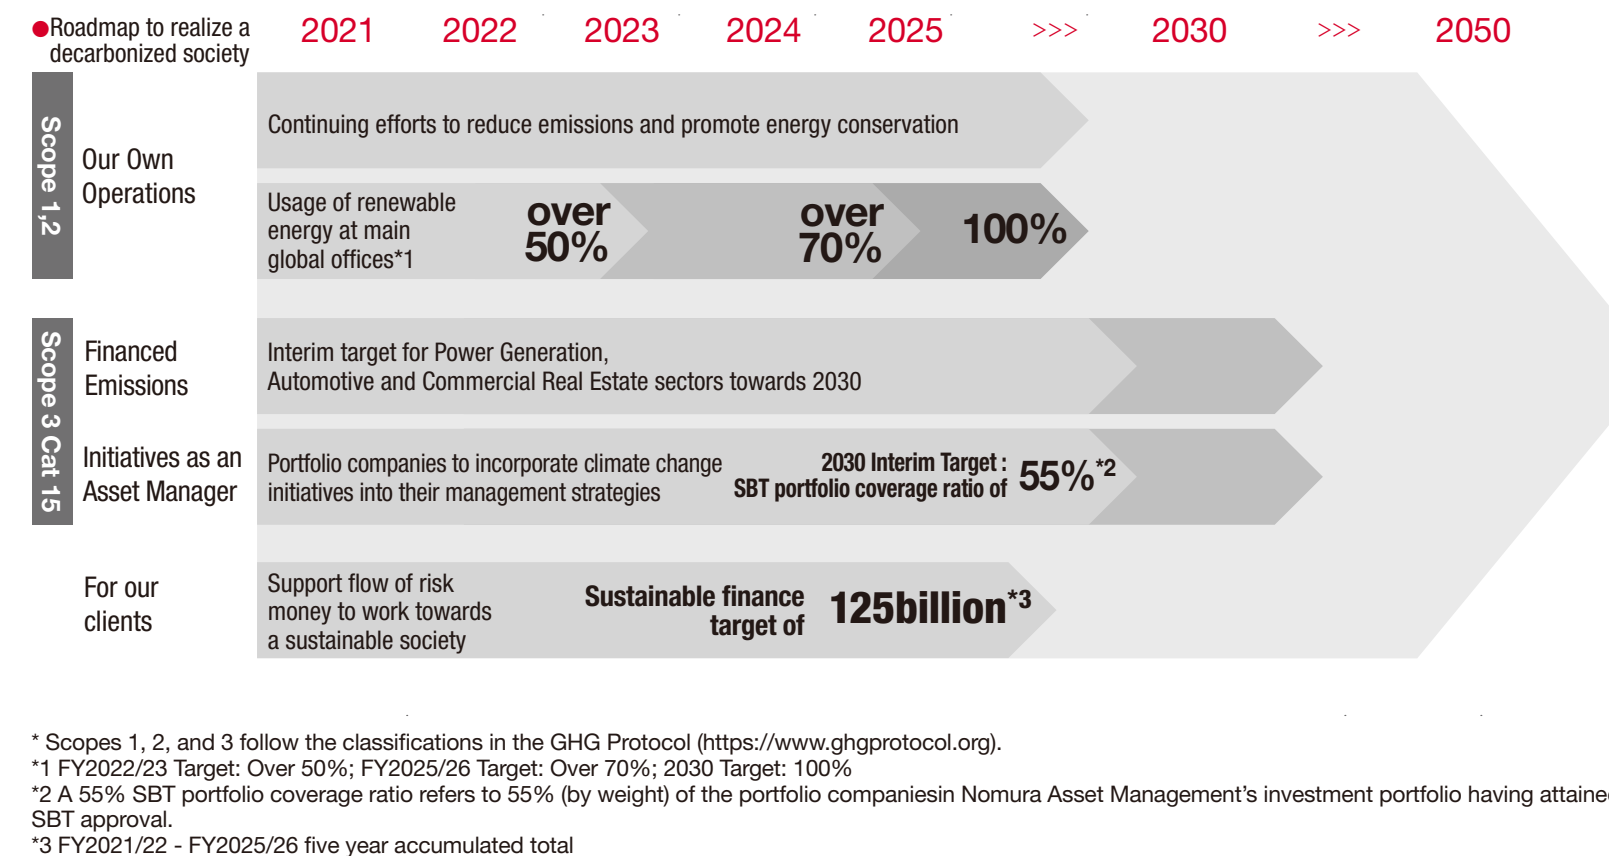 ●Roadmap to realize a
decarbonized society
2021 2022 2023 2024 2025 >>> 2030 >>> 2050
Scope 1,2
Our Own
Operations
Continuing efforts to reduce emissions and promote energy conservation
Usage of renewable
energy at main
global offices*1
over
50%
over
70%
100%
Scope 3 Cat 15
Financed
Emissions
Interim target for Power Generation,
Automotive and Commercial Real Estate sectors towards 2030
Initiatives as an
Asset Manager
Portfolio companies to incorporate climate change
initiatives into their management strategies
2030 Interim Target :
SBT portfolio coverage ratio of
55%*2
For our
clients
Support flow of risk
money to work towards
a sustainable society
Sustainable finance
target of
125billion*3
* Scopes 1, 2, and 3 follow the classifications in the GHG Protocol (https://www.ghgprotocol.org).
*1 FY2022/23 Target: Over 50%; FY2025/26 Target: Over 70%; 2030 Target: 100%
*2 A 55% SBT portfolio coverage ratio refers to 55% (by weight) of the portfolio companiesin Nomura Asset Management's investment portfolio having attaine
SBT approval.
*3 FY2021/22 - FY2025/26 five year accumulated total